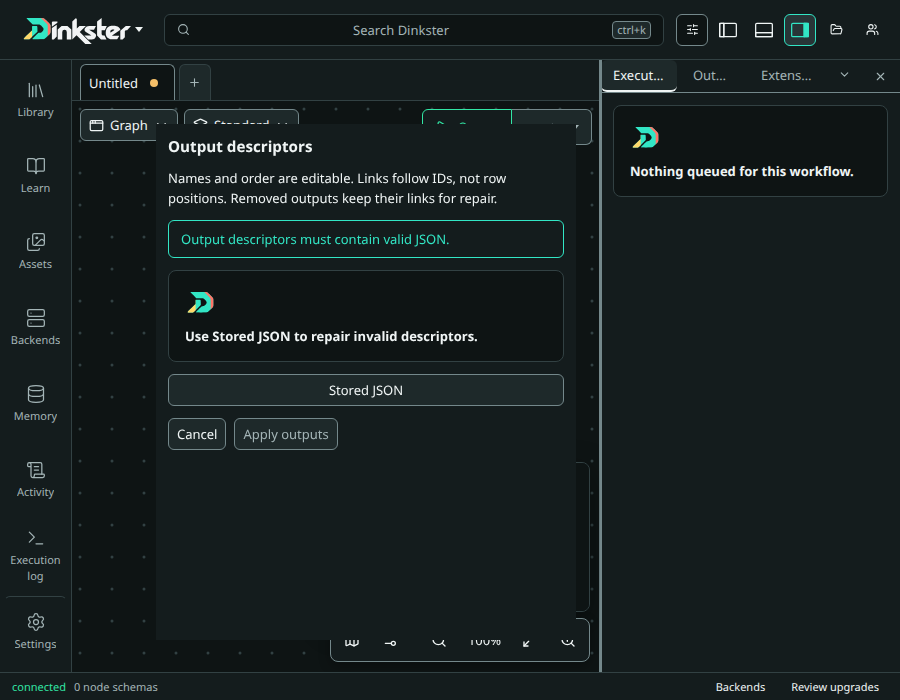 Dinkster
Search Dinkster
ctrl+k
Library
Learn
Assets
Backends
Memory
Activity
Execution
log
Settings
Untitled
+
Graph
Standard
Output descriptors
Names and order are editable. Links follow IDs, not row
positions. Removed outputs keep their links for repair.
Output descriptors must contain valid JSON.
Use Stored JSON to repair invalid descriptors.
Stored JSON
Cancel
Apply outputs
100%
Execut...
Out...
Extens...
Nothing queued for this workflow.
connected
0 node schemas
Backends
Review upgrades